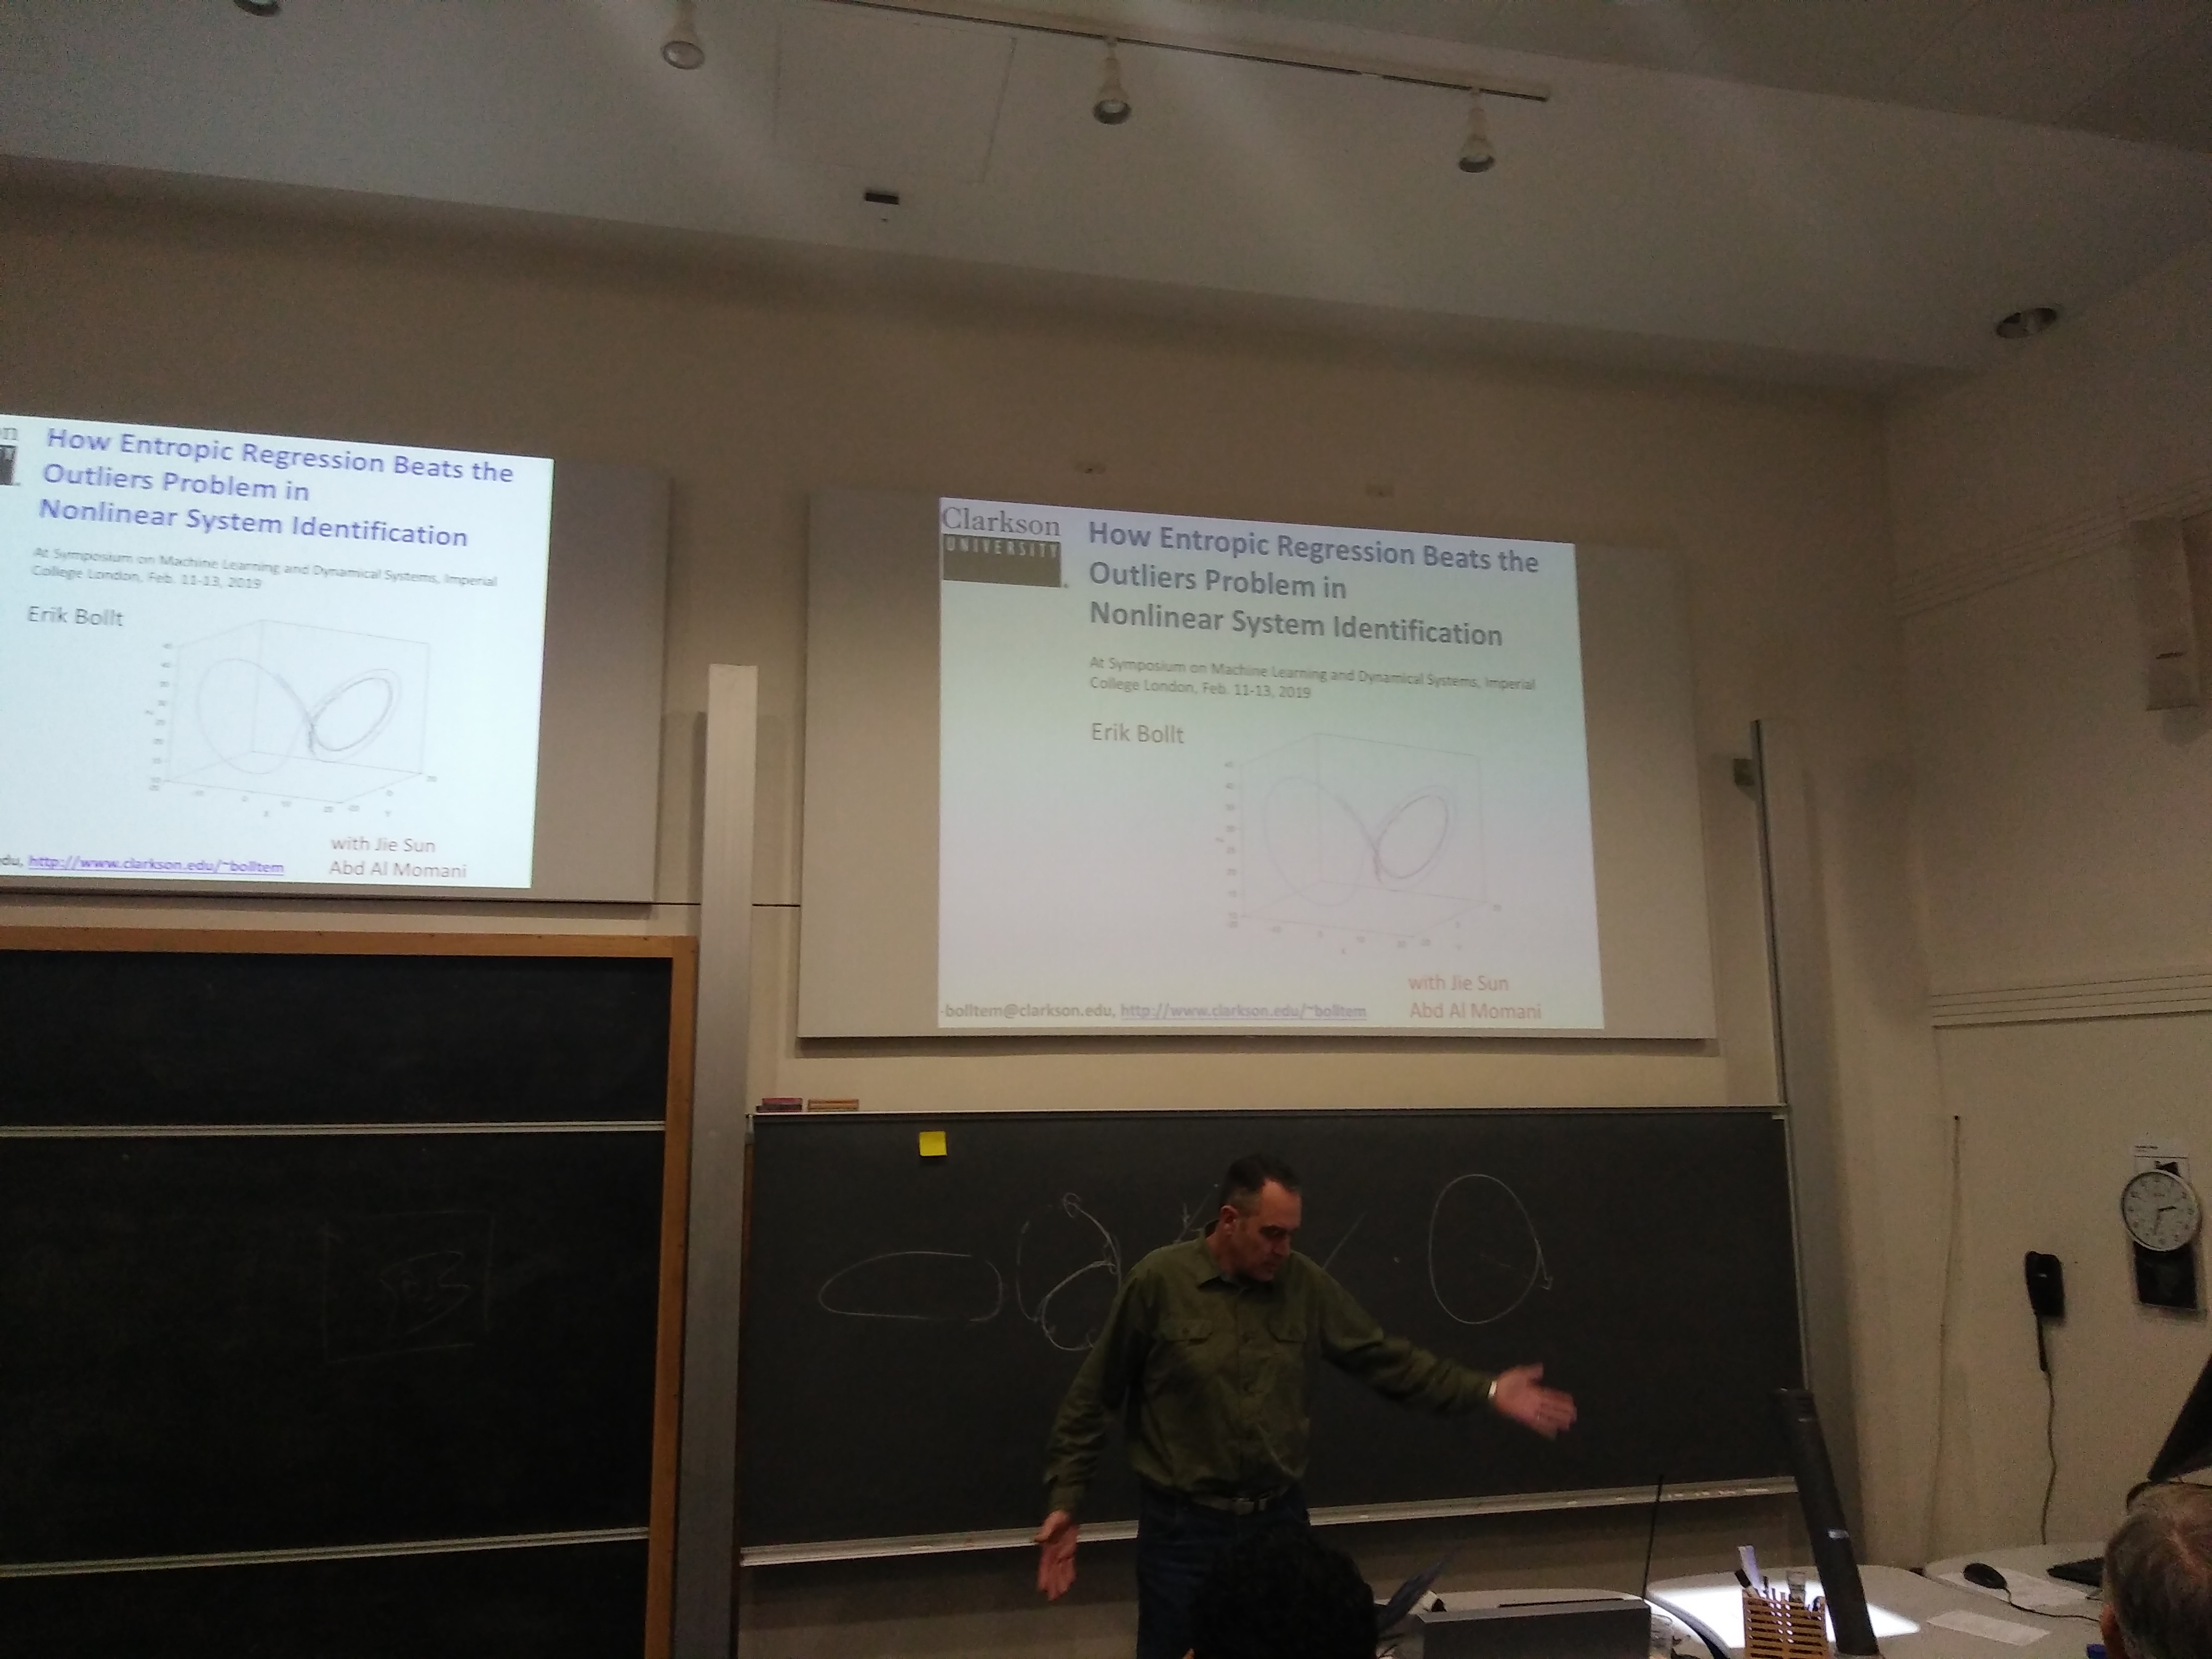 How Entropic Regression Beats the
Outliers Problem in
Nonlinear System Identification
At Symposium on Machine Learning and Dynamical Systems, Imperial
College London, Feb. 11-13, 2019
Erik Bollt
with Jie Sun
du, http://www.clarkson.edu/~bolltem
Abd Al Momani
Clarkson
UNIVERSITY
How Entropic Regression Beats the
Outliers Problem in
Nonlinear System Identification
At Symposium on Machine Learning and Dynamical Systems, Imperial
College London, Feb. 11-13, 2019
Erik Bollt
with Jie Sun
-bolltem@clarkson.edu, http://www.clarkson.edu/~bolltem
Abd Al Momani